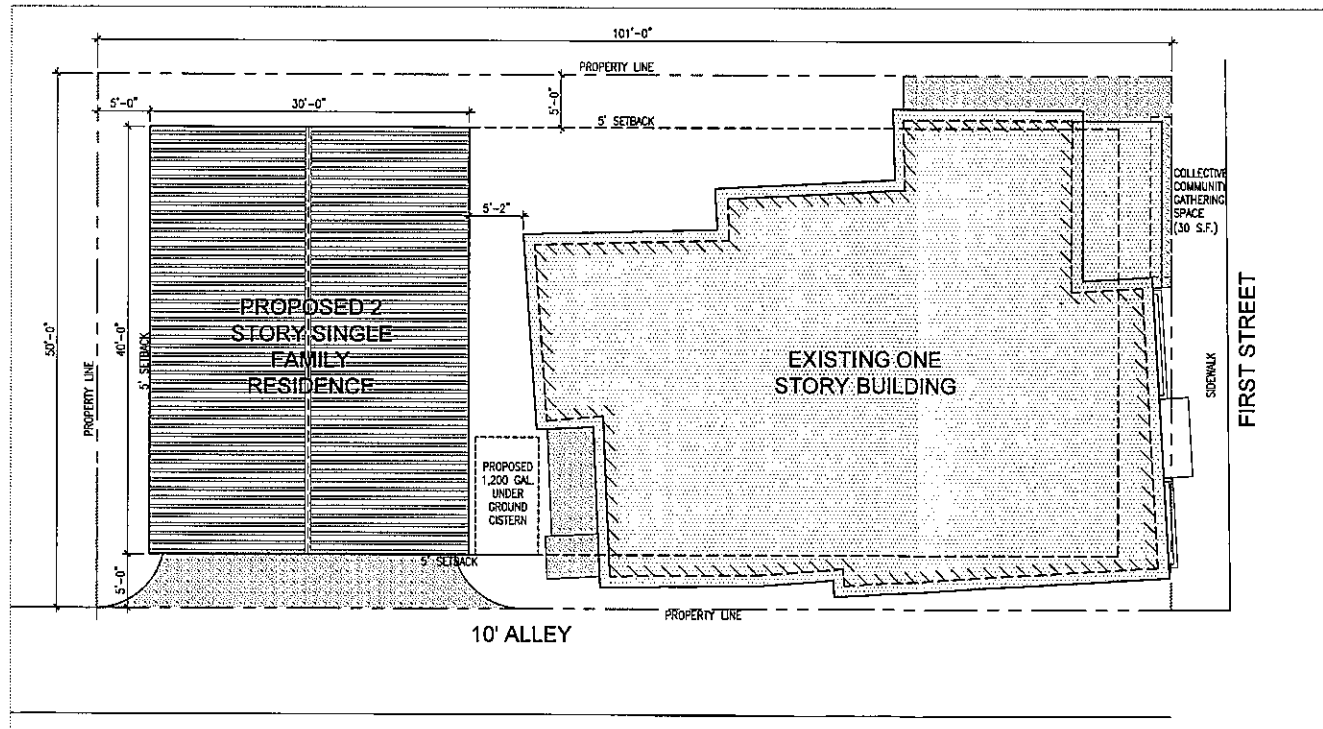 101'-0"
PROPERTY LINE
5'-0"
30'-0"
5'-0"
5' SETBACK
5'-2"
COLLECTIVE
COMMUNITY
GATHERING
SPACE
(30 S.F.)
50'-0"
PROPERTY LINE
40'-0"
5' SETBACK
PROPOSED 2
STORY SINGLE
FAMILY
RESIDENCE
EXISTING ONE
STORY BUILDING
SIDEWALK
FIRST STREET
PROPOSED
1,200 GAL.
UNDER
GROUND
CISTERN
5'-0"
5' SETBACK
PROPERTY LINE
10' ALLEY